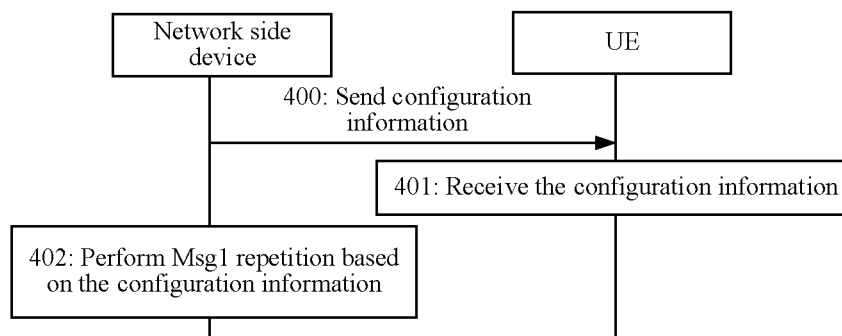 Network side
device
UE
400: Send configuration
information
401: Receive the configuration information
402: Perform Msg1 repetition based
on the configuration information